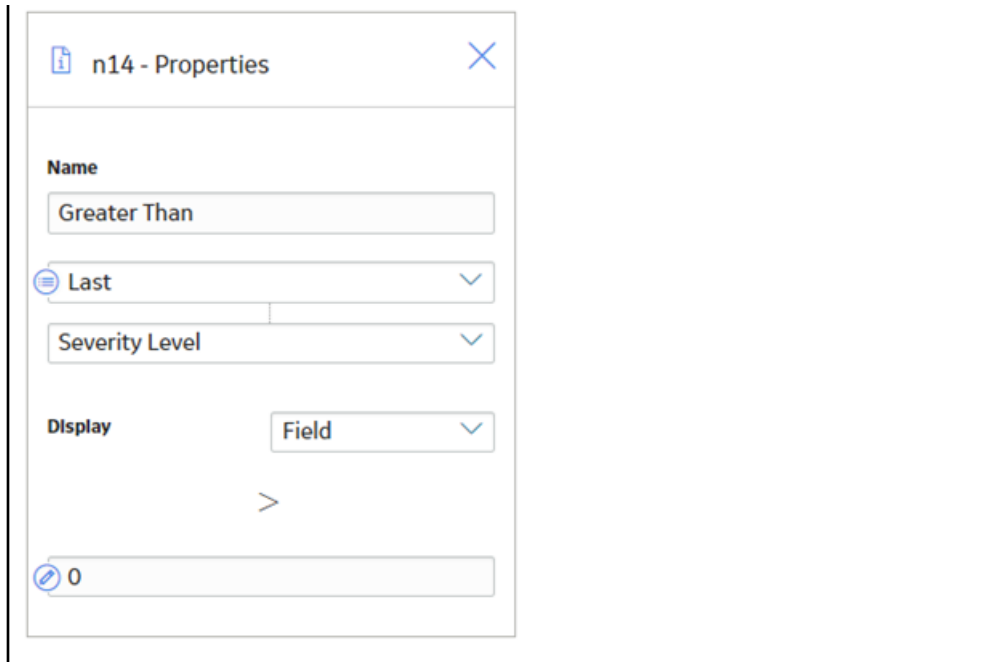 n14 - Properties
Name
Greater Than
Last
Severity Level
Display
Field
>
0